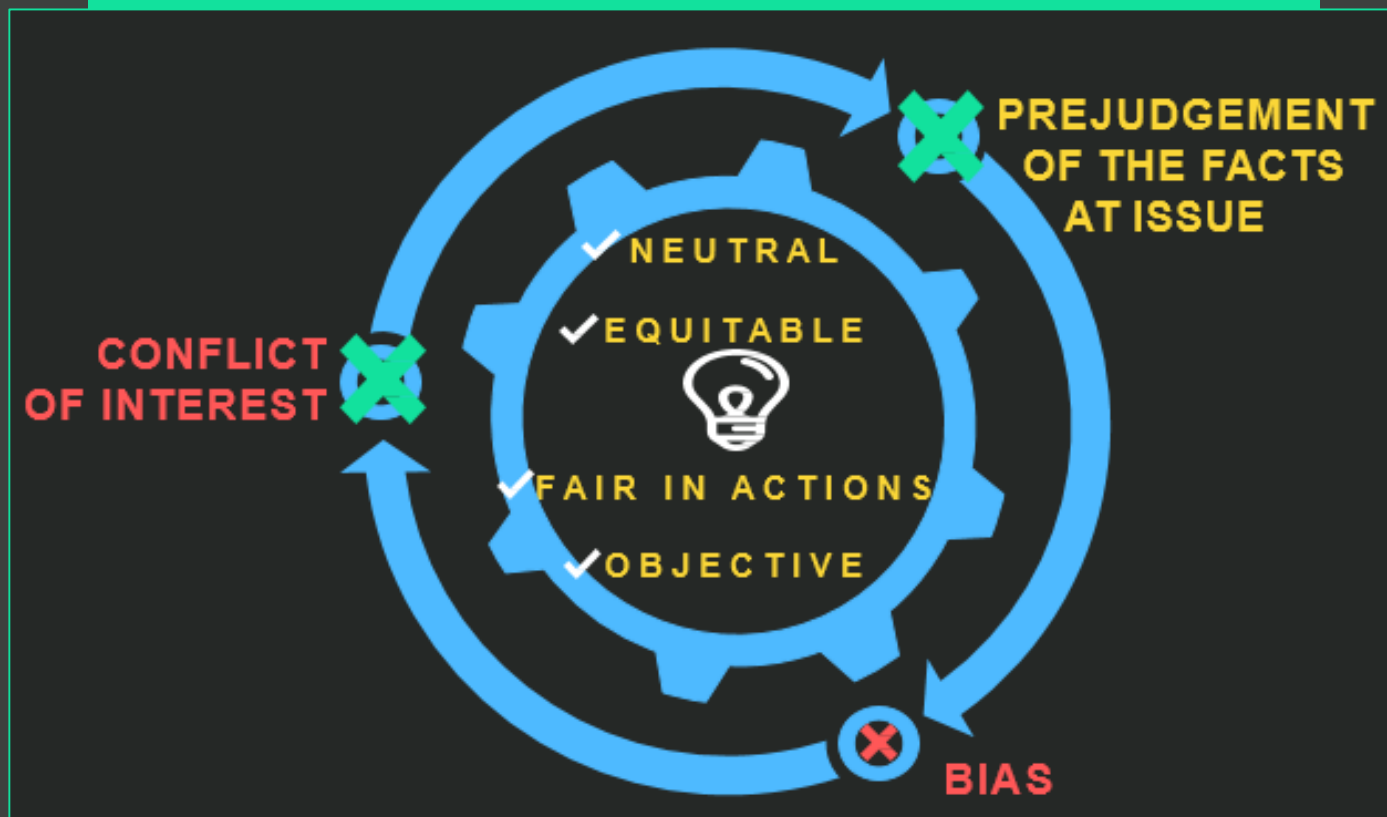 PREJUDGEMENT
OF THE FACTS
AT ISSUE
NEUTRAL
EQUITABLE
CONFLICT
OF INTEREST
FAIR IN ACTIONS
OBJECTIVE
BIAS